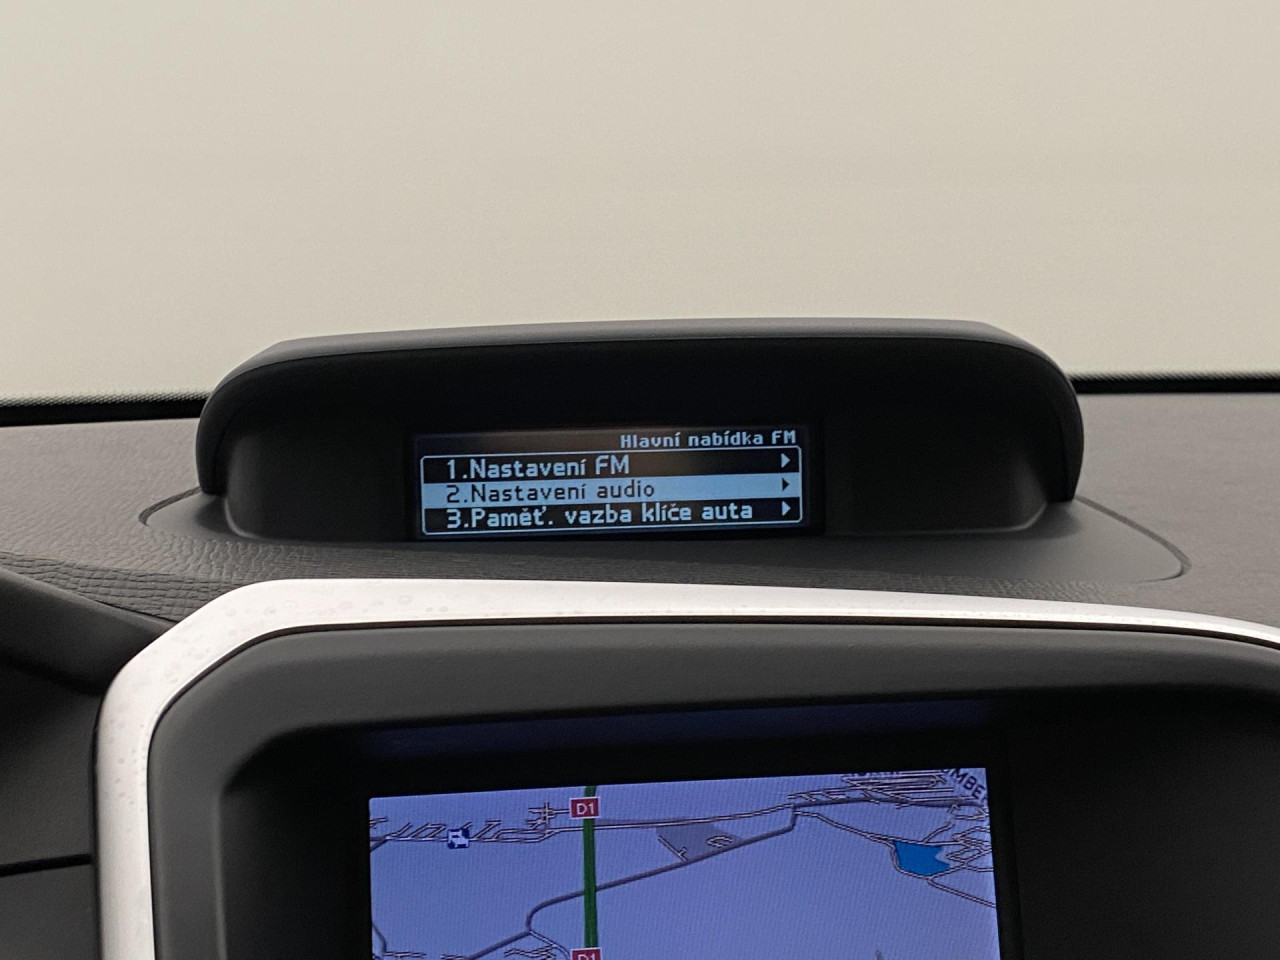 Hlavní nabídka FM
1.Nastavení FM
2.Nastavení audio
3.Paměť. vazba klíče auta
D1
D1